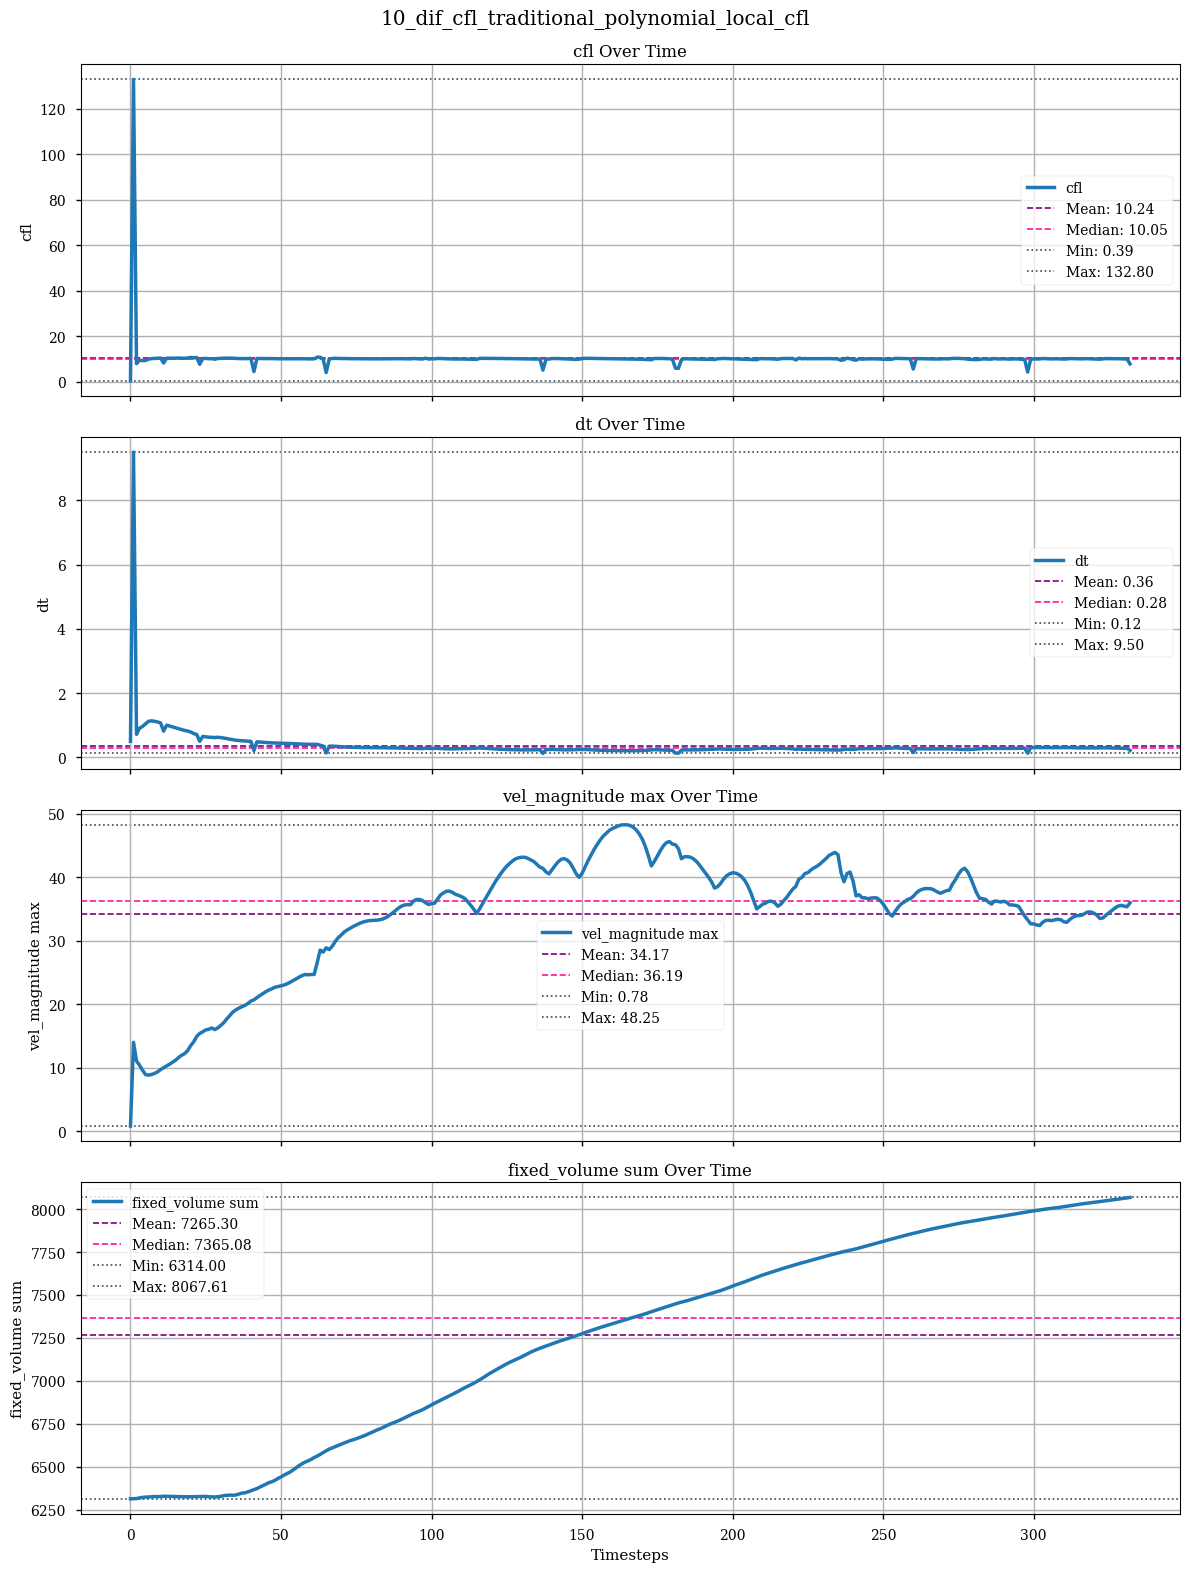 10_dif_cfl_traditional_polynomial_local_cfl
cfl Over Time
cfl
120
100
80
60
40
20
0
cfl
Mean: 10.24
Median: 10.05
Min: 0.39
Max: 132.80
dt Over Time
dt
8
6
4
2
0
dt
Mean: 0.36
Median: 0.28
Min: 0.12
Max: 9.50
vel_magnitude max Over Time
vel_magnitude max
50
40
30
20
10
0
vel_magnitude max
Mean: 34.17
Median: 36.19
Min: 0.78
Max: 48.25
fixed_volume sum Over Time
fixed_volume sum
8000
7750
7500
7250
7000
6750
6500
6250
fixed_volume sum
Mean: 7265.30
Median: 7365.08
Min: 6314.00
Max: 8067.61
0 50 100 150 200 250 300
Timesteps